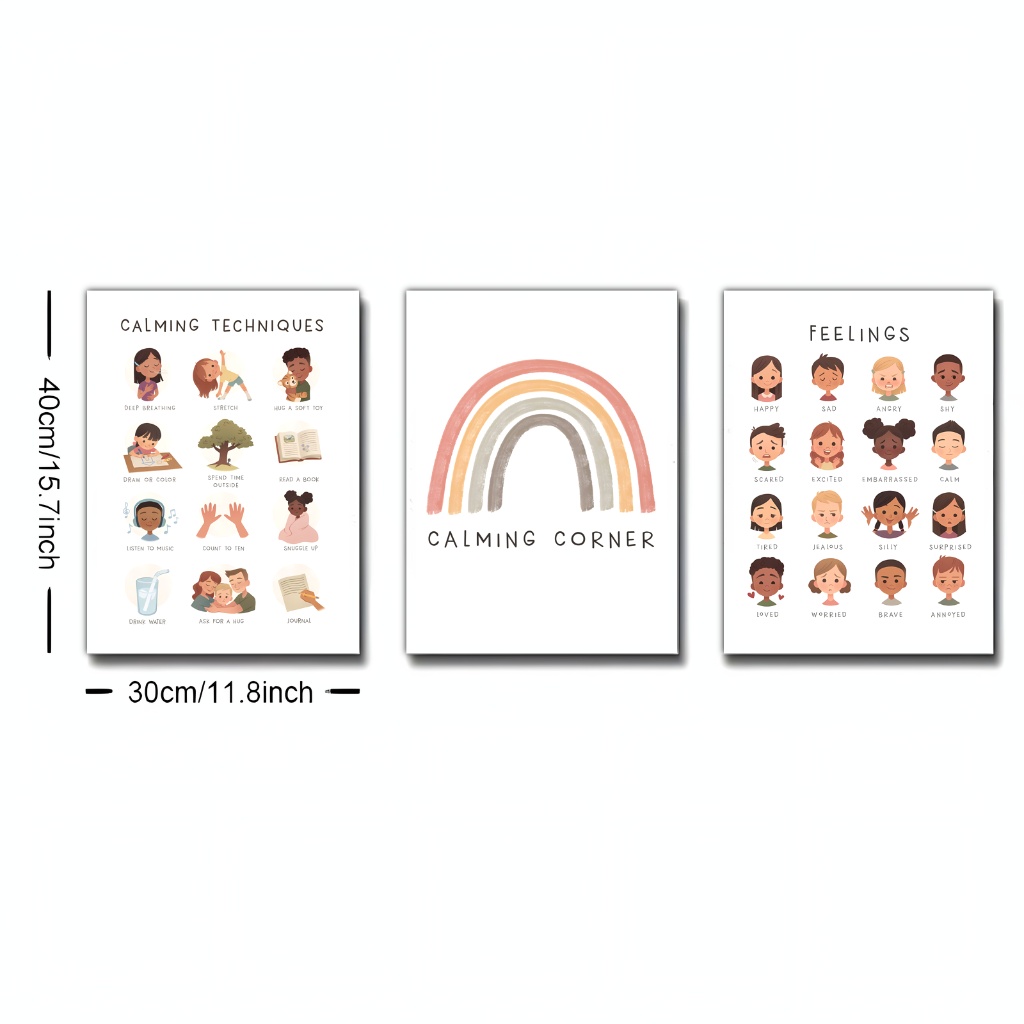 40cm/15.7inch
30cm/11.8inch
CALMING TECHNIQUES
DEEP BREATHING
STRETCH
HUG A SOFT TOY
DRAW OR COLOR
SPEND TIME
OUTSIDE
READ A BOOK
LISTEN TO MUSIC
COUNT TO TEN
SNUGGLE UP
DRINK WATER
ASK FOR A HUG
JOURNAL
CALMING CORNER
FEELINGS
HAPPY
SAD
ANGRY
SHY
SCARED
EXCITED
EMBARRASSED
CALM
TIRED
JEALOUS
SILLY
SURPRISED
LOVED
WORRIED
BRAVE
ANNOYED